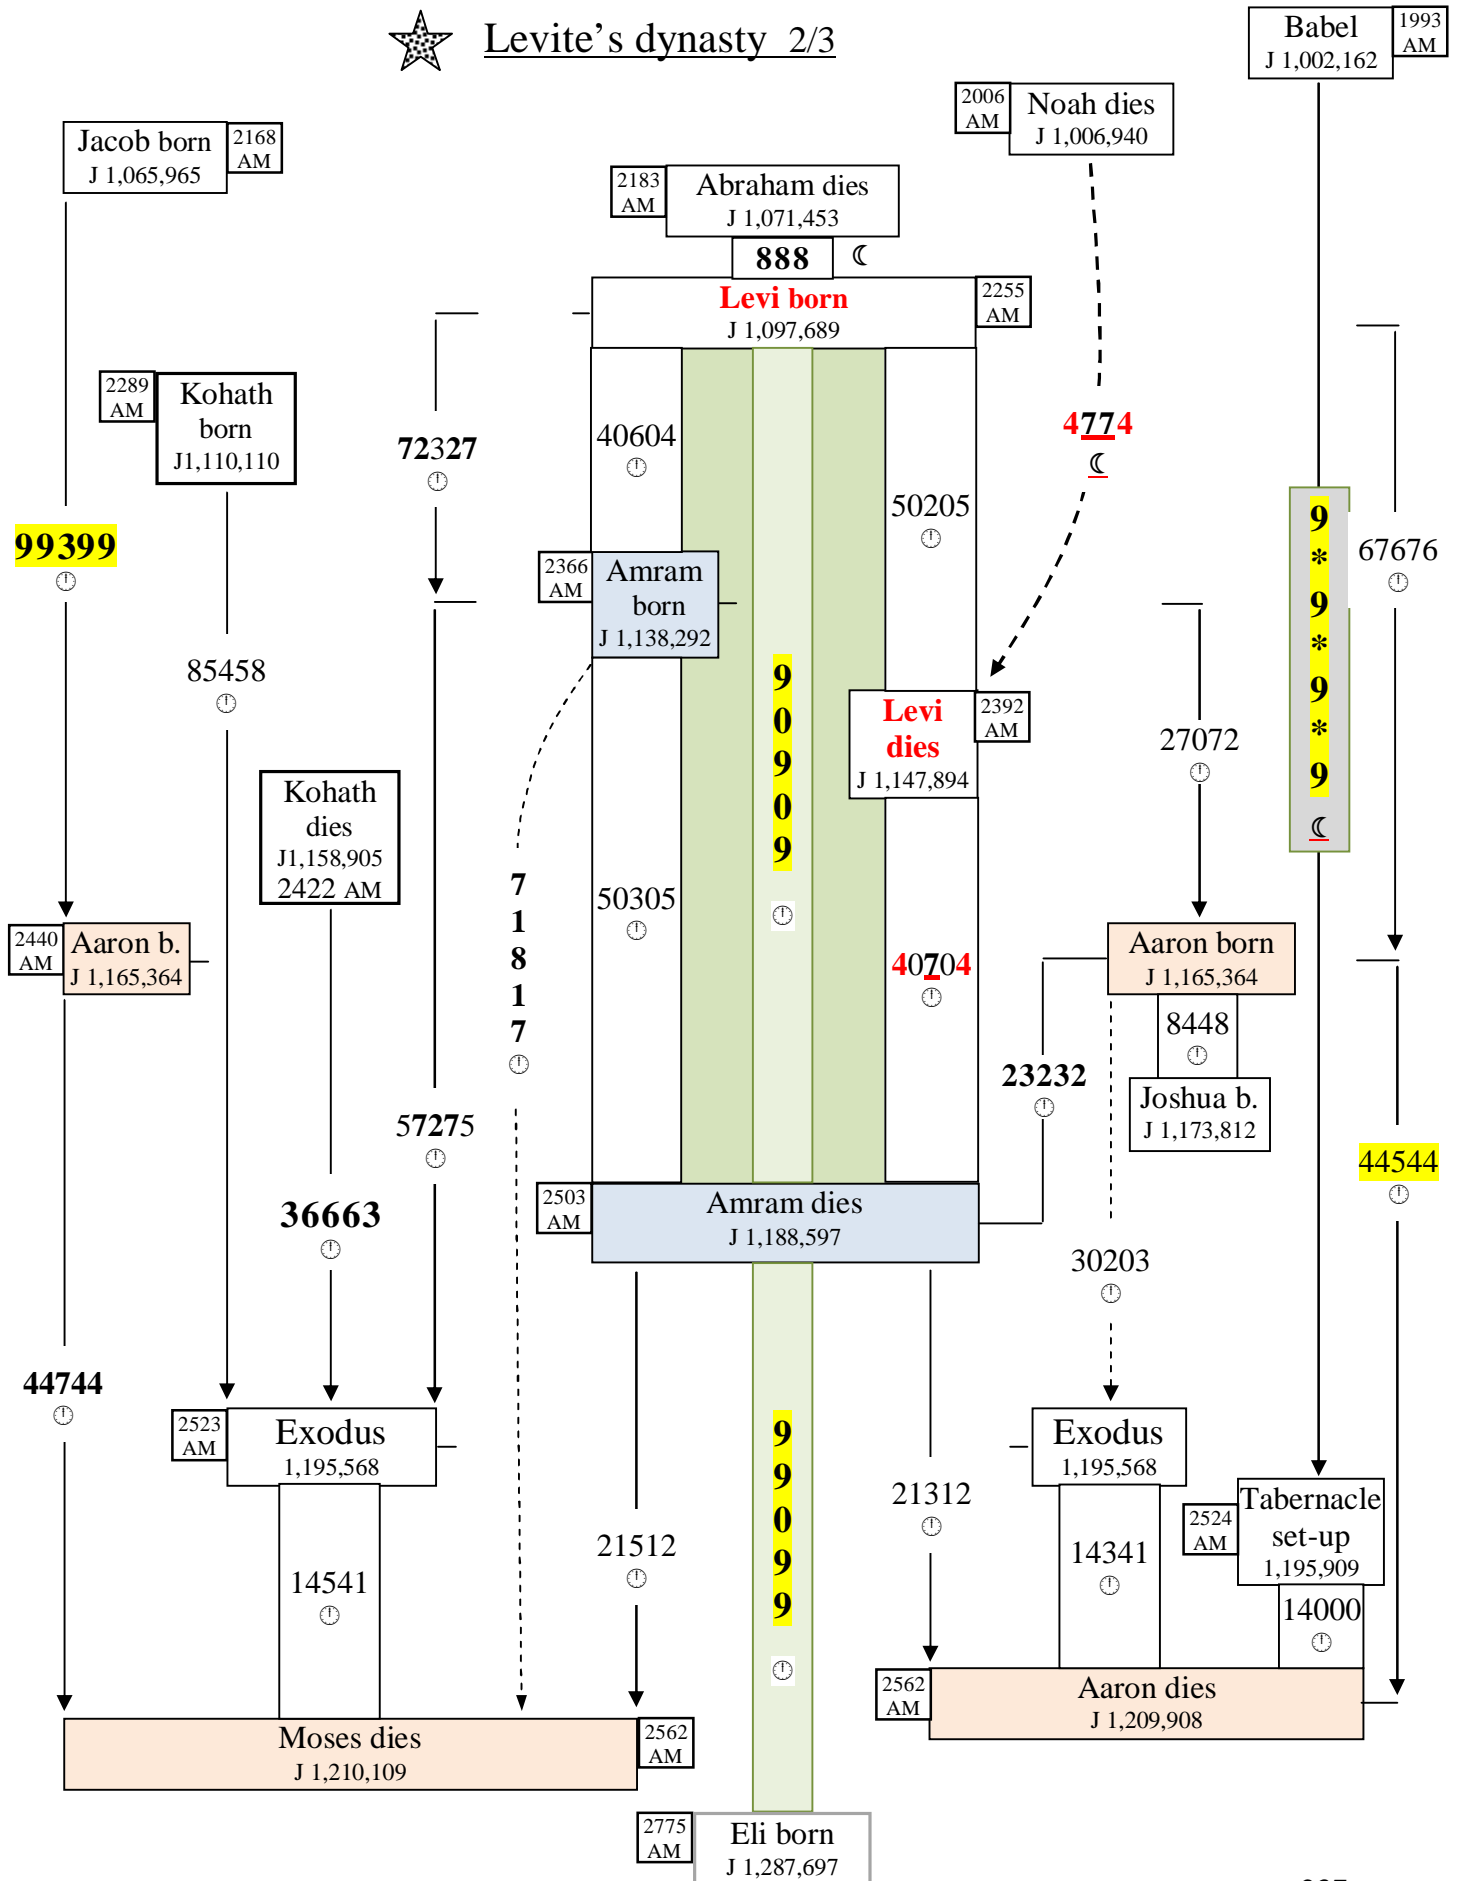 Levite's dynasty 2/3
Babel
J 1,002,162
1993
AM
2006
AM
Noah dies
J 1,006,940
Jacob born
J 1,065,965
2168
AM
2183
AM
Abraham dies
J 1,071,453
888
Levi born
J 1,097,689
2255
AM
2289
AM
Kohath
born
J1,110,110
72327
40604
4774
50205
9*9*9*9
67676
99399
2366
AM
Amram
born
J 1,138,292
85458
90909
Levi
dies
J 1,147,894
2392
AM
27072
Kohath
dies
J1,158,905
2422 AM
71817
50305
40704
2440
AM
Aaron b.
J 1,165,364
Aaron born
J 1,165,364
8448
23232
Joshua b.
J 1,173,812
57275
44544
36663
2503
AM
Amram dies
J 1,188,597
30203
44744
2523
AM
Exodus
1,195,568
99099
Exodus
1,195,568
21312
21512
14541
14341
2524
AM
Tabernacle
set-up
1,195,909
14000
2562
AM
Aaron dies
J 1,209,908
Moses dies
J 1,210,109
2562
AM
2775
AM
Eli born
J 1,287,697